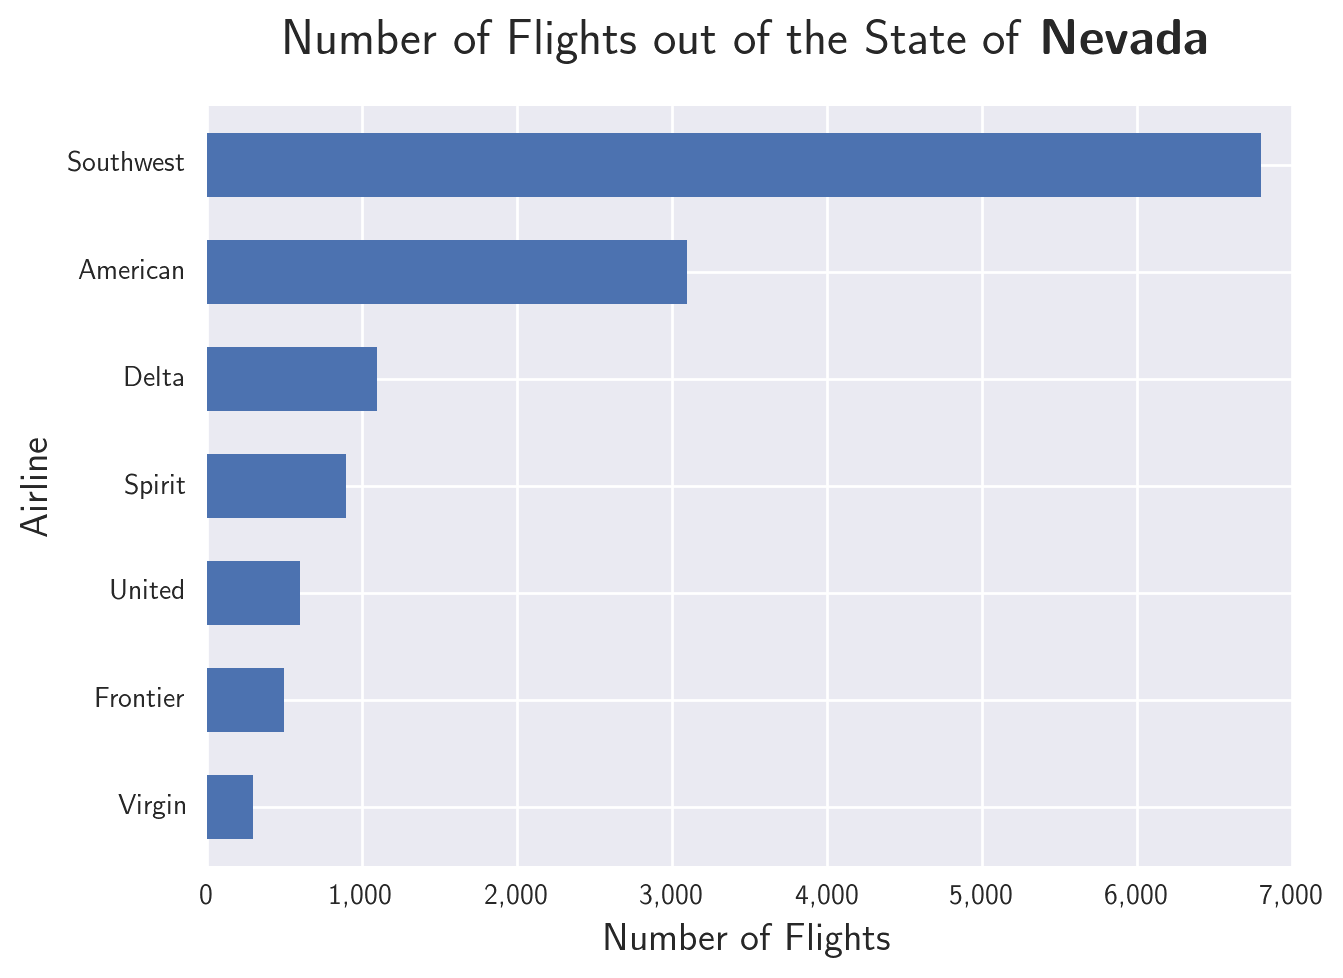 Number of Flights out of the State of Nevada
Southwest
American
Delta
Spirit
United
Frontier
Virgin
Airline
0 1,000 2,000 3,000 4,000 5,000 6,000 7,000
Number of Flights